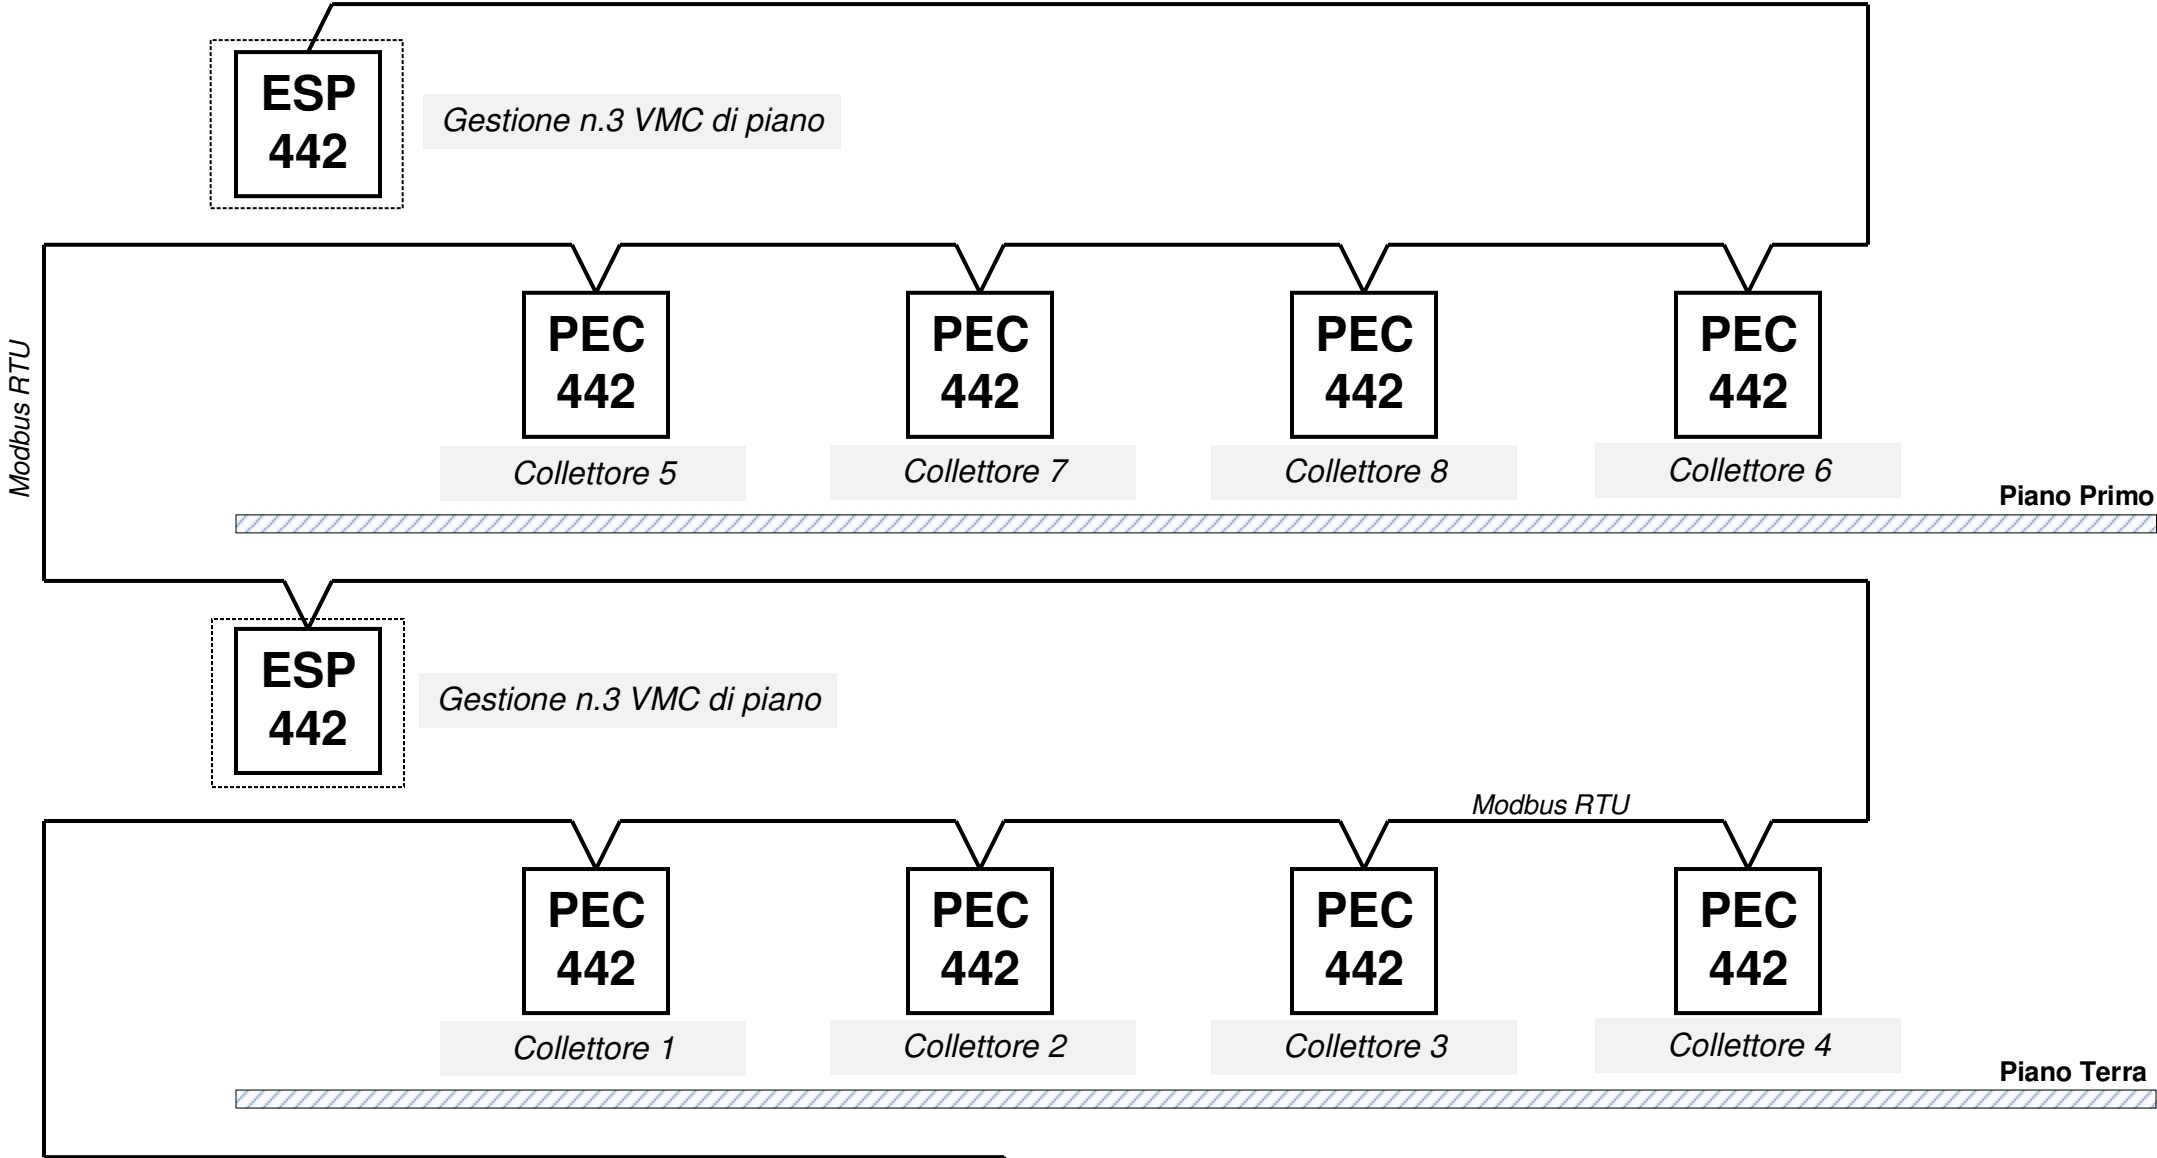 ESP
442
Gestione n.3 VMC di piano
Modbus RTU
PEC
442
PEC
442
PEC
442
PEC
442
Collettore 5
Collettore 7
Collettore 8
Collettore 6
Piano Primo
ESP
442
Gestione n.3 VMC di piano
Modbus RTU
PEC
442
PEC
442
PEC
442
PEC
442
Collettore 1
Collettore 2
Collettore 3
Collettore 4
Piano Terra